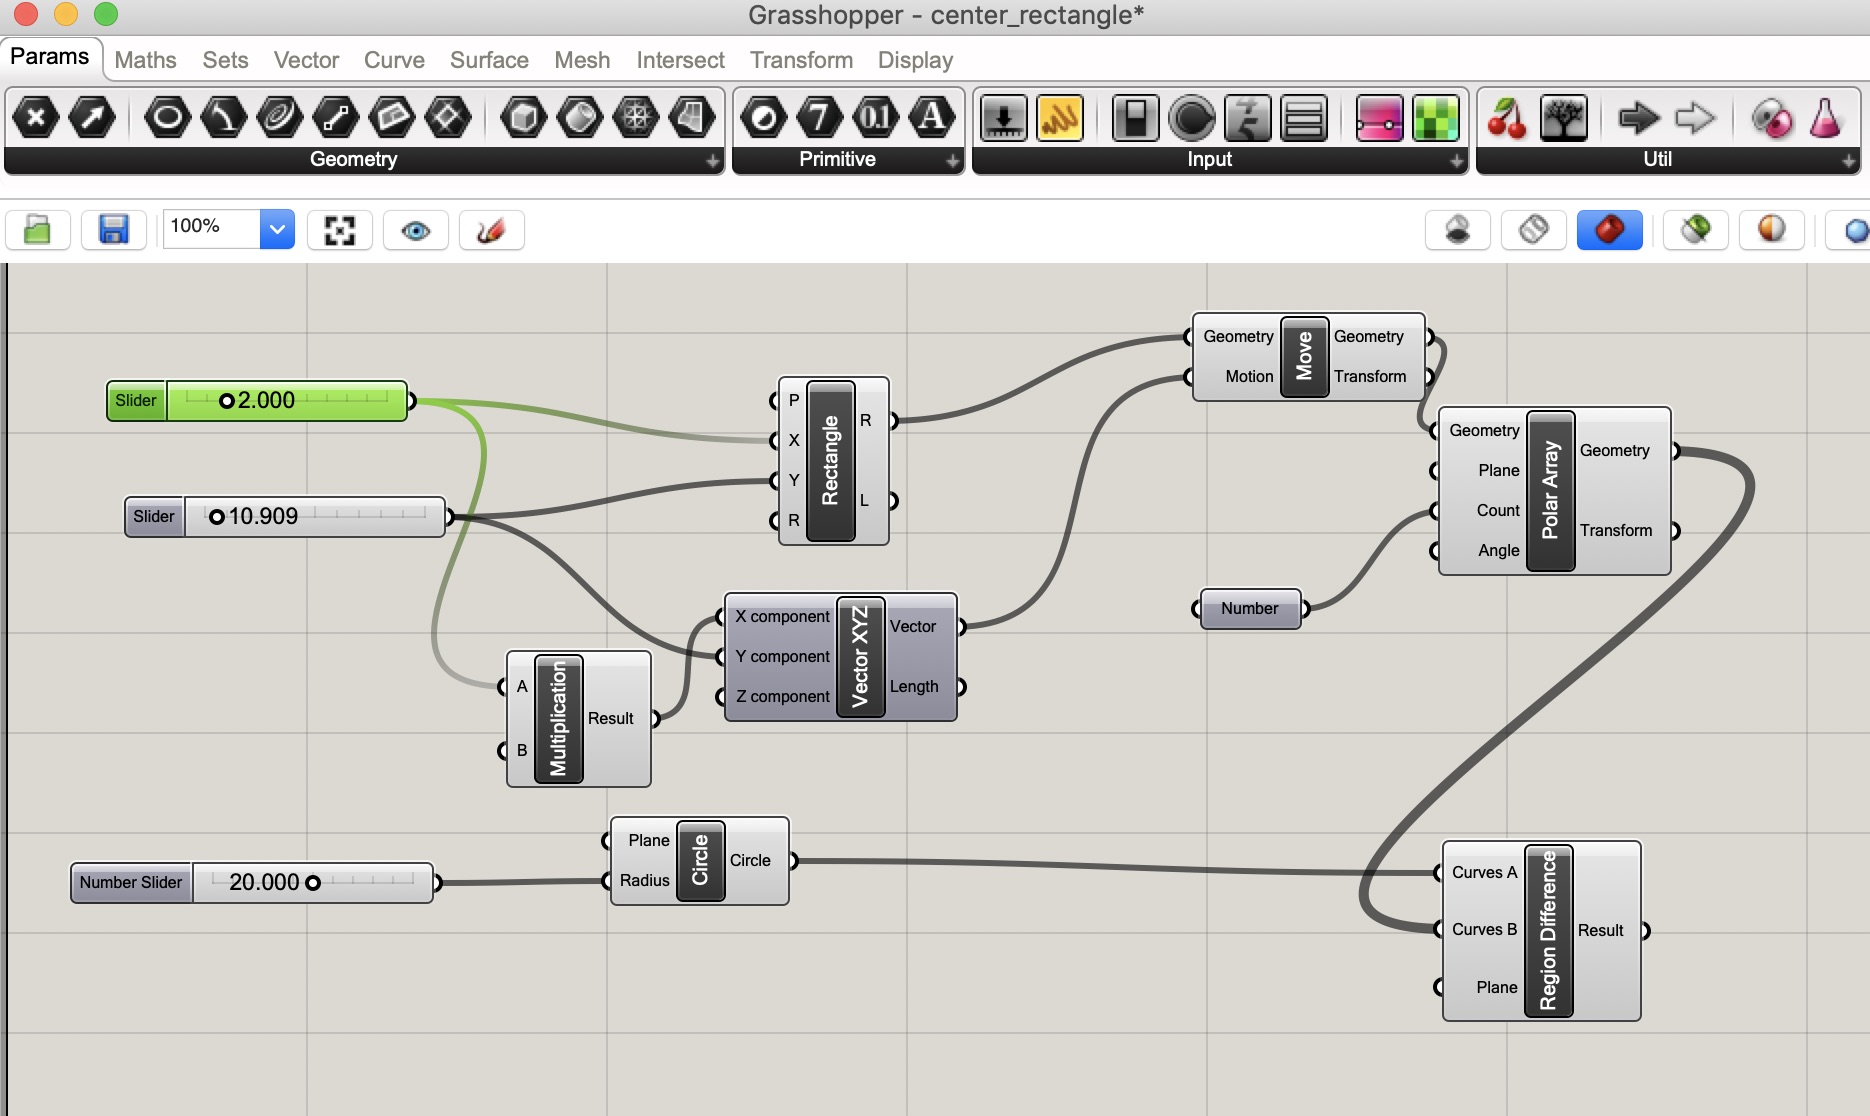 Grasshopper - center_rectangle*
Params Maths Sets Vector Curve Surface Mesh Intersect Transform Display
7 0.1 A
Geometry Primitive Input Util
100%
Slider 2.000
Slider 10.909
P
X
Y
R
Rectangle
R
L
Geometry
Motion
Move
Geometry
Transform
Geometry
Plane
Count
Angle
Polar Array
Geometry
Transform
Number
X component
Y component
Z component
Vector XYZ
Vector
Length
A
B
Multiplication
Result
Number Slider 20.000
Plane
Radius
Circle
Circle
Curves A
Curves B
Plane
Region Difference
Result